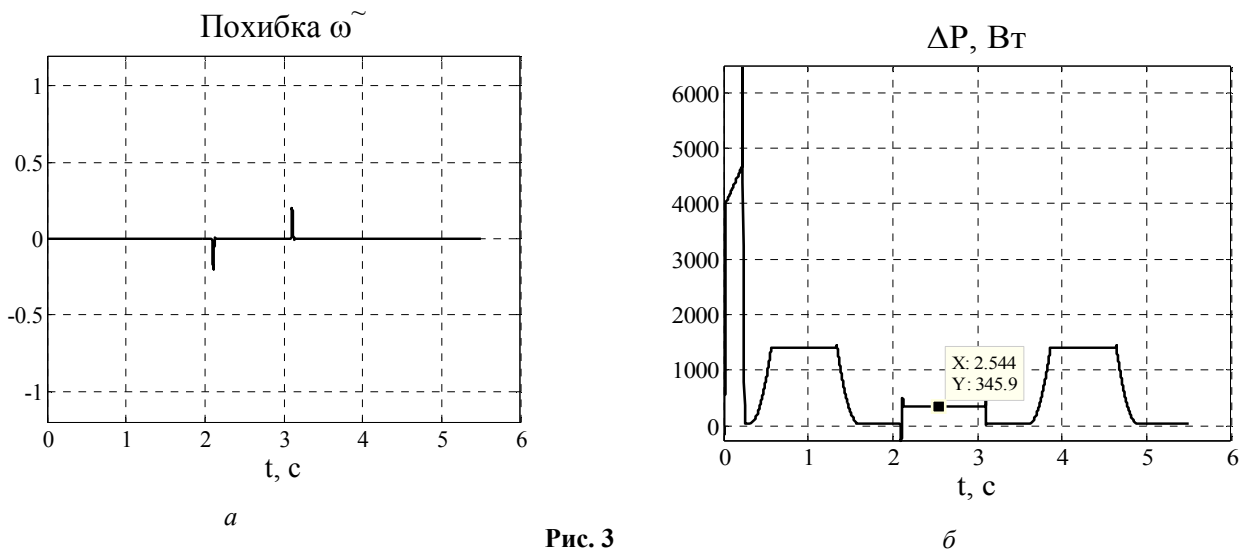 Похибка ω~
1
0.5
0
-0.5
-1
0 1 2 3 4 5 6
t, с
а
ΔP, Вт
6000
5000
4000
3000
2000
1000
0
X: 2.544
Y: 345.9
0 1 2 3 4 5 6
t, с
б
Рис. 3